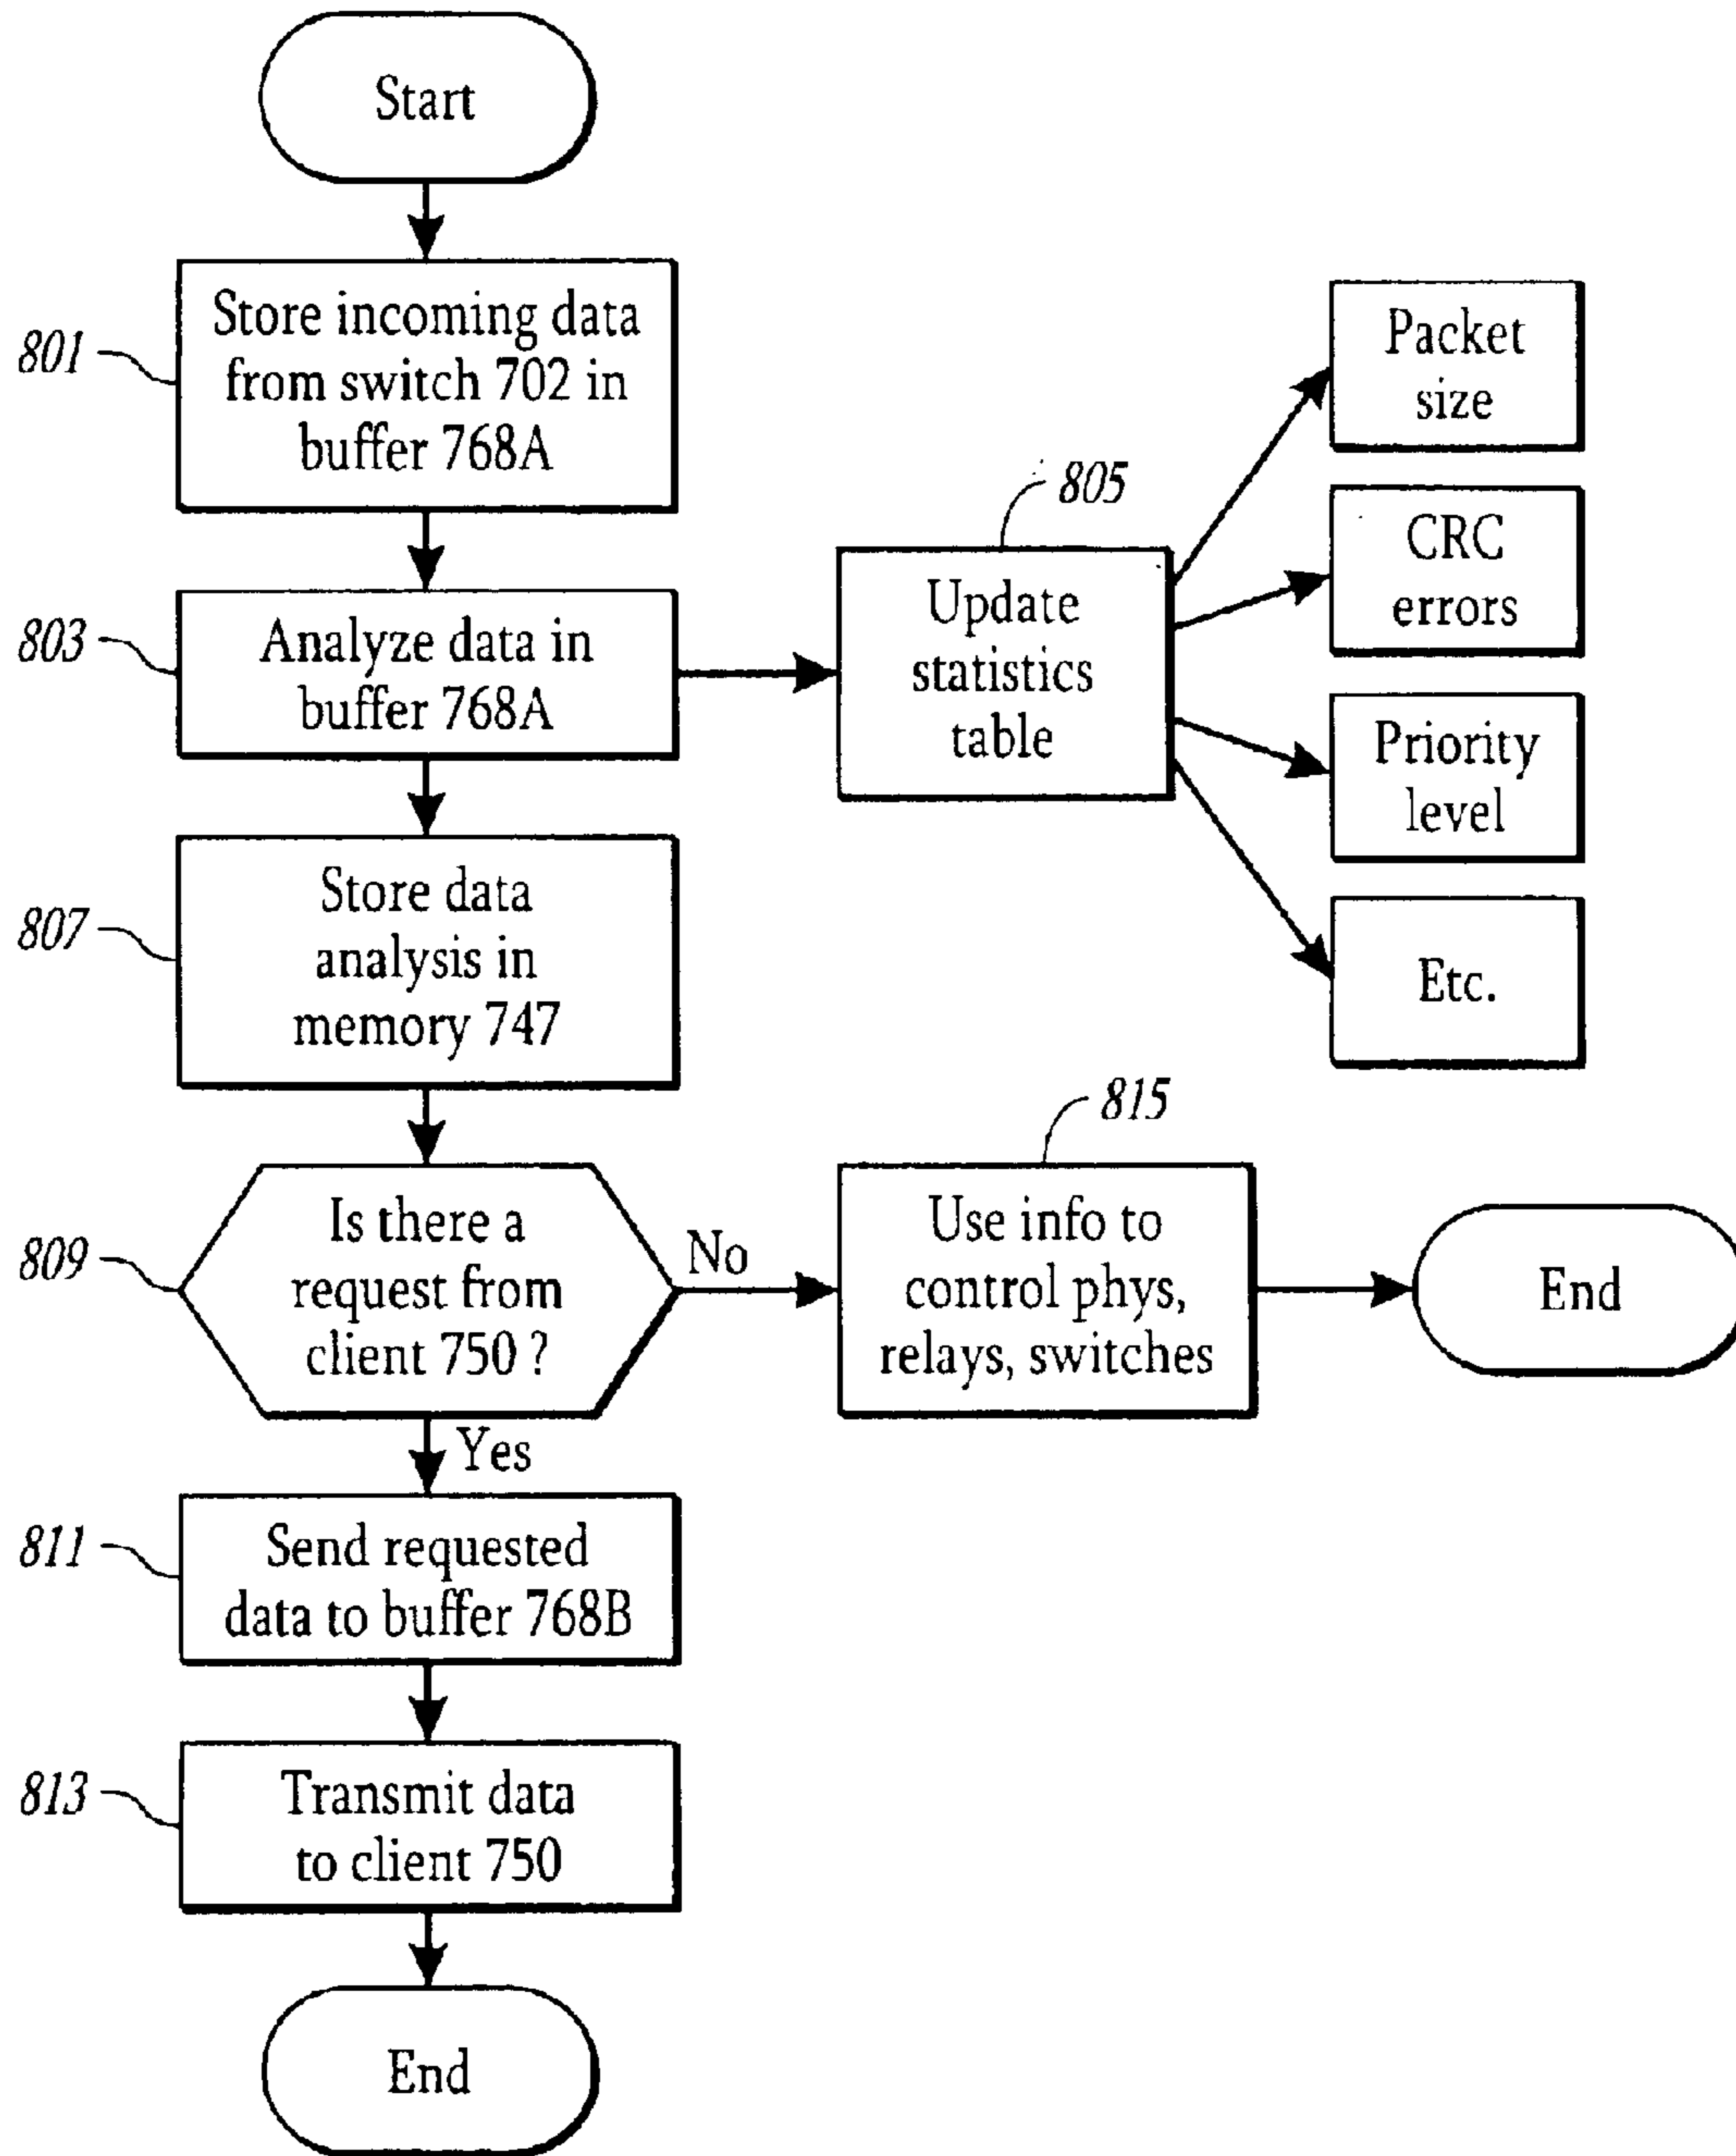 Start
801
Store incoming data
from switch 702 in
buffer 768A
803
Analyze data in
buffer 768A
805
Update
statistics
table
Packet
size
CRC
errors
Priority
level
Etc.
807
Store data
analysis in
memory 747
809
Is there a
request from
client 750 ?
No
815
Use info to
control phys,
relays, switches
End
Yes
811
Send requested
data to buffer 768B
813
Transmit data
to client 750
End